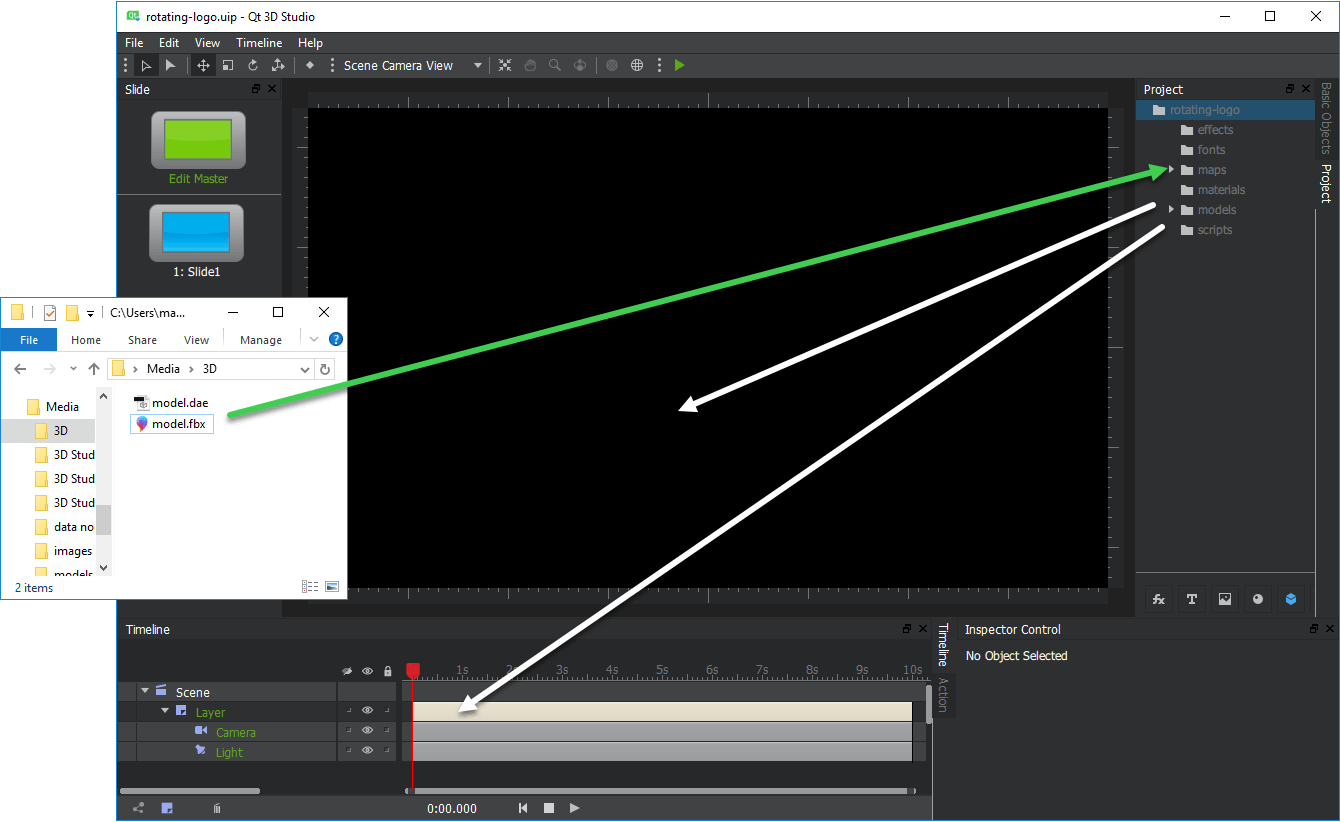 rotating-logo.uip - Qt 3D Studio
File Edit View Timeline Help
Scene Camera View
Slide
Edit Master
1: Slide1
Project
rotating-logo
effects
fonts
maps
materials
models
scripts
Basic Objects
Project
C:\Users\ma...
File Home Share View Manage
?
Media 3D
Media
3D
3D Stud
3D Stud
3D Stud
data no
images
models
model.dae
model.fbx
2 items
fx T
Timeline
1s 2s 3s 4s 5s 6s 7s 8s 9s 10s
Scene
Layer
Camera
Light
0:00.000
Timeline
Action
Inspector Control
No Object Selected